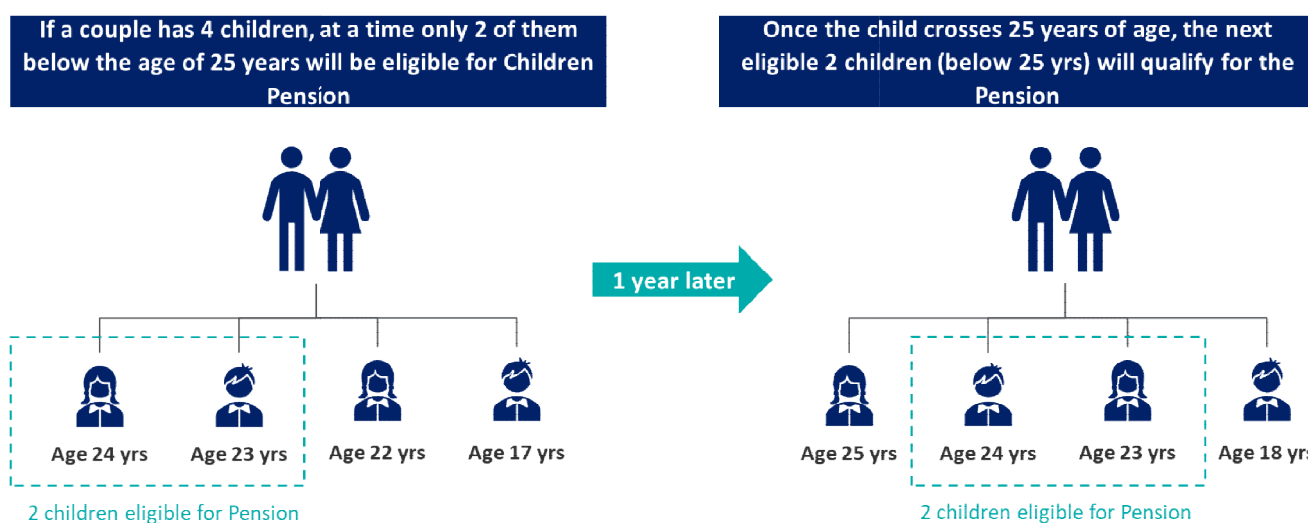 If a couple has 4 children, at a time only 2 of them
below the age of 25 years will be eligible for Children
Pension
Once the child crosses 25 years of age, the next
eligible 2 children (below 25 yrs) will qualify for the
Pension
1 year later
Age 24 yrs
Age 23 yrs
Age 22 yrs
Age 17 yrs
2 children eligible for Pension
Age 25 yrs
Age 24 yrs
Age 23 yrs
Age 18 yrs
2 children eligible for Pension